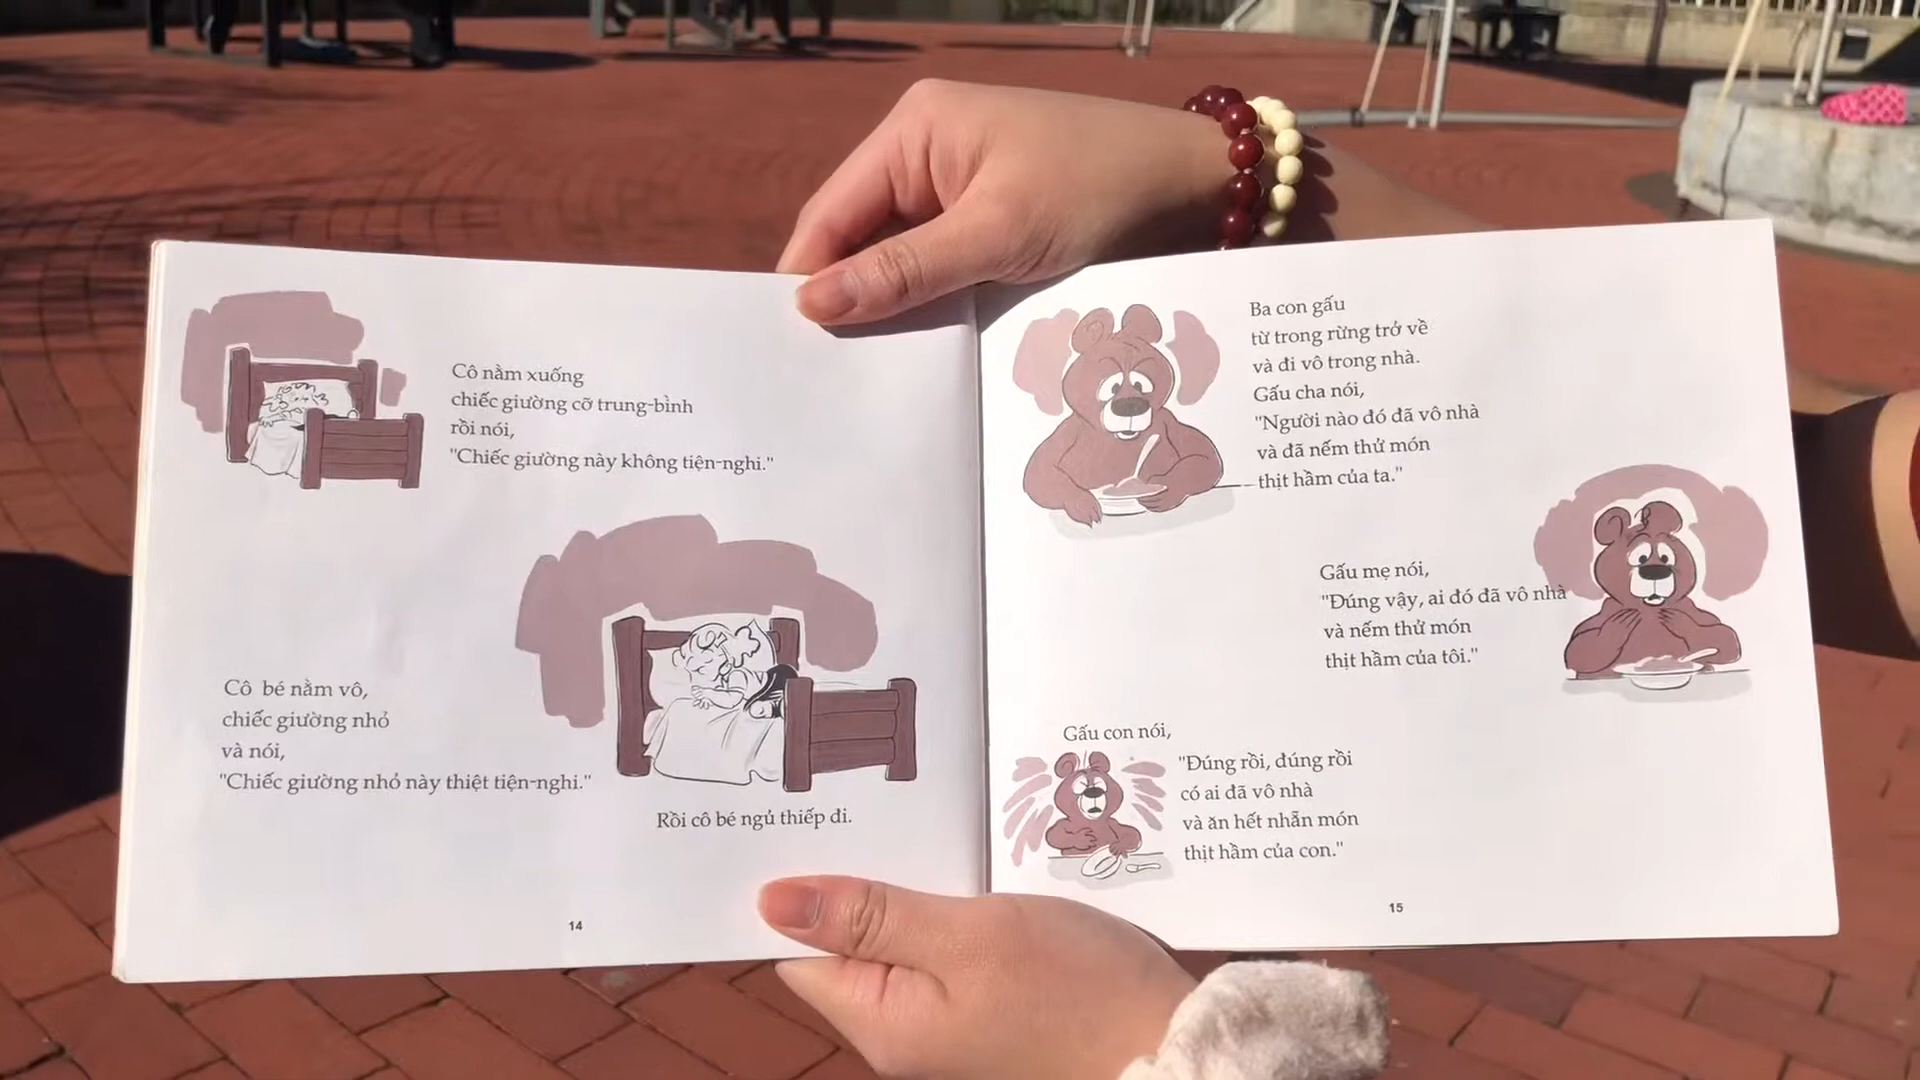 Cô nằm xuống
chiếc giường cỡ trung-bình
rồi nói,
"Chiếc giường này không tiện-nghi."
Cô bé nằm vô,
chiếc giường nhỏ
và nói,
"Chiếc giường nhỏ này thiệt tiện-nghi."
Rồi cô bé ngủ thiếp đi.
14
Ba con gấu
từ trong rừng trở về
và đi vô trong nhà.
Gấu cha nói,
"Người nào đó đã vô nhà
và đã nếm thử món
thịt hầm của ta."
Gấu mẹ nói,
"Đúng vậy, ai đó đã vô nhà
và nếm thử món
thịt hầm của tôi."
Gấu con nói,
"Đúng rồi, đúng rồi
có ai đã vô nhà
và ăn hết nhẵn món
thịt hầm của con."
15